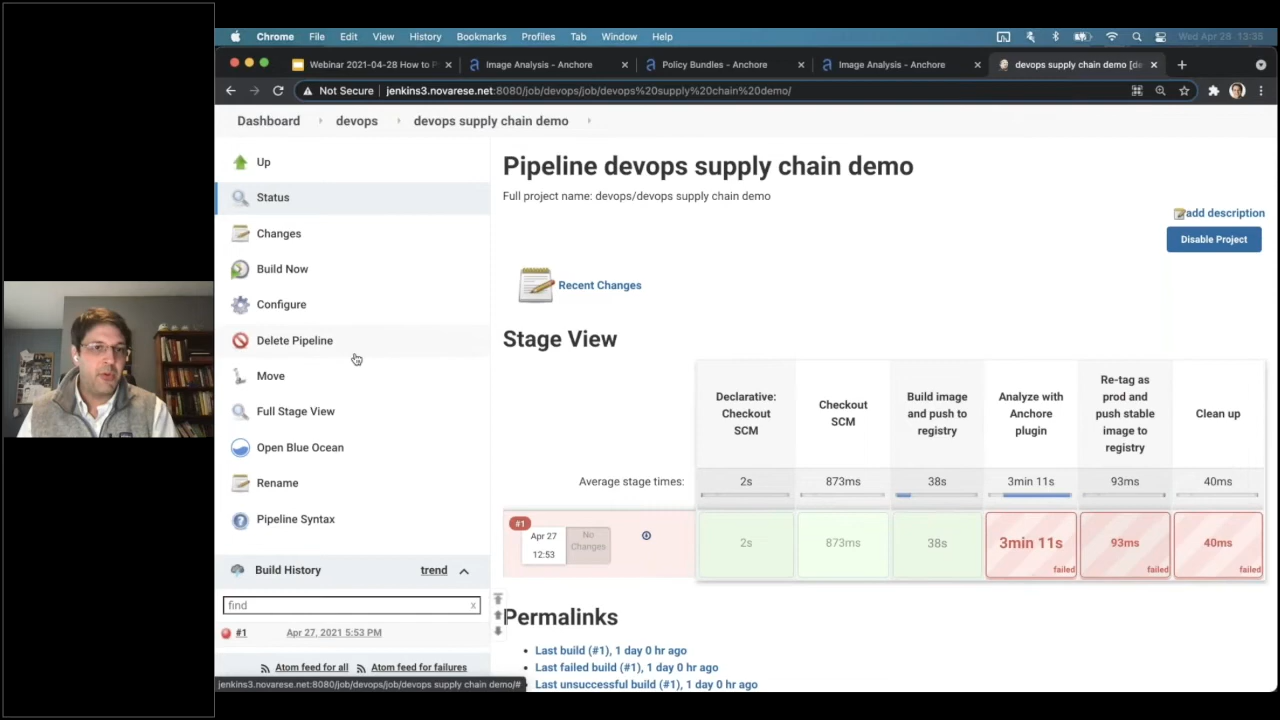 Chrome File Edit View History Bookmarks Profiles Tab Window Help Wed Apr 28 13:35
Webinar 2021-04-28 How to P Image Analysis - Anchore Policy Bundles - Anchore Image Analysis - Anchore devops supply chain demo [de
Not Secure jenkins3.novarese.net:8080/job/devops/job/devops%20supply%20chain%20demo/
Dashboard devops devops supply chain demo
Up
Status
Changes
Build Now
Configure
Delete Pipeline
Move
Full Stage View
Open Blue Ocean
Rename
Pipeline Syntax
Build History trend
find x
#1 Apr 27, 2021 5:53 PM
Atom feed for all Atom feed for failures
jenkins3.novarese.net:8080/job/devops/job/devops supply chain demo/#
Pipeline devops supply chain demo
Full project name: devops/devops supply chain demo
add description
Disable Project
Recent Changes
Stage View
Declarative:
Checkout
SCM
Checkout
SCM
Build image
and push to
registry
Analyze with
Anchore
plugin
Re-tag as
prod and
push stable
image to
registry
Clean up
Average stage times: 2s 873ms 38s 3min 11s 93ms 40ms
#1
Apr 27
12:53
No
Changes
2s 873ms 38s 3min 11s 93ms 40ms
failed failed failed
Permalinks
Last build (#1), 1 day 0 hr ago
Last failed build (#1), 1 day 0 hr ago
Last unsuccessful build (#1), 1 day 0 hr ago